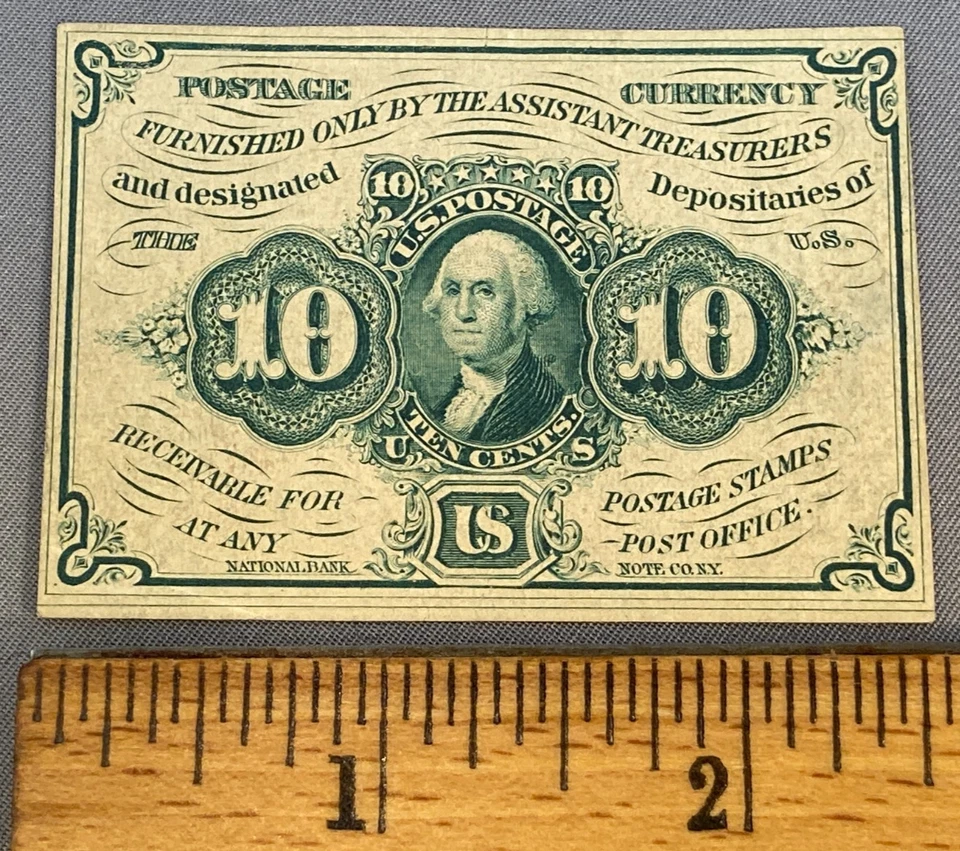 POSTAGE CURRENCY
FURNISHED ONLY BY THE ASSISTANT TREASURERS
and designated Depositaries of
THE U.S.
10 10
U.S. POSTAGE
10 10
TEN CENTS.
U S
RECEIVABLE FOR POSTAGE STAMPS
AT ANY POST OFFICE.
US
NATIONAL BANK NOTE CO. N.Y.
1 2